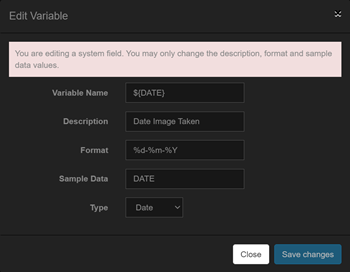 Edit Variable
You are editing a system field. You may only change the description, format and sample
data values.
Variable Name ${DATE}
Description Date Image Taken
Format %d-%m-%Y
Sample Data DATE
Type Date
Close Save changes